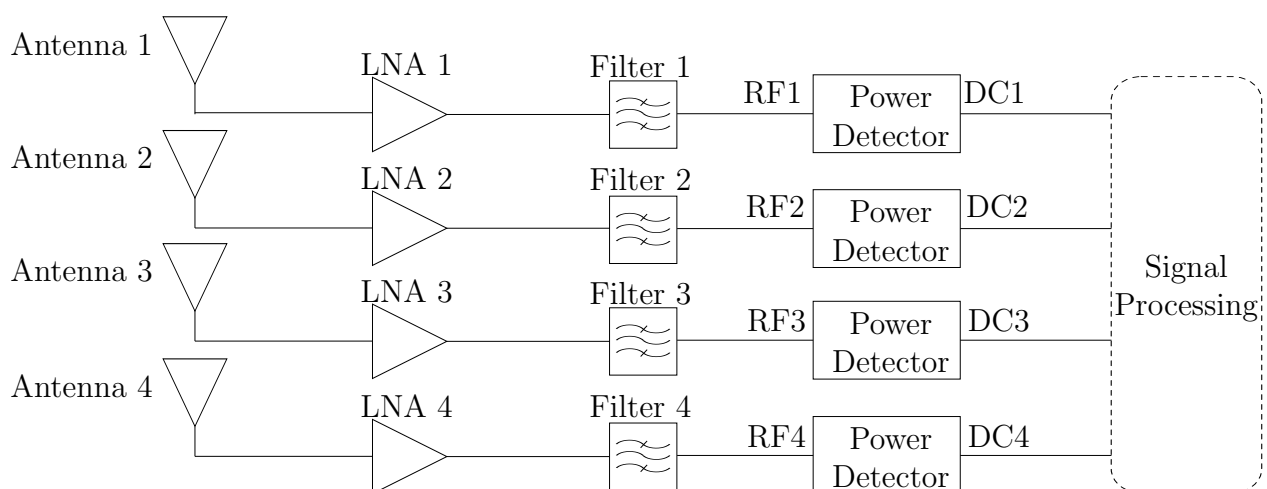 Antenna 1
LNA 1
Filter 1
RF1
Power
Detector
DC1
Antenna 2
LNA 2
Filter 2
RF2
Power
Detector
DC2
Antenna 3
LNA 3
Filter 3
RF3
Power
Detector
DC3
Antenna 4
LNA 4
Filter 4
RF4
Power
Detector
DC4
Signal
Processing